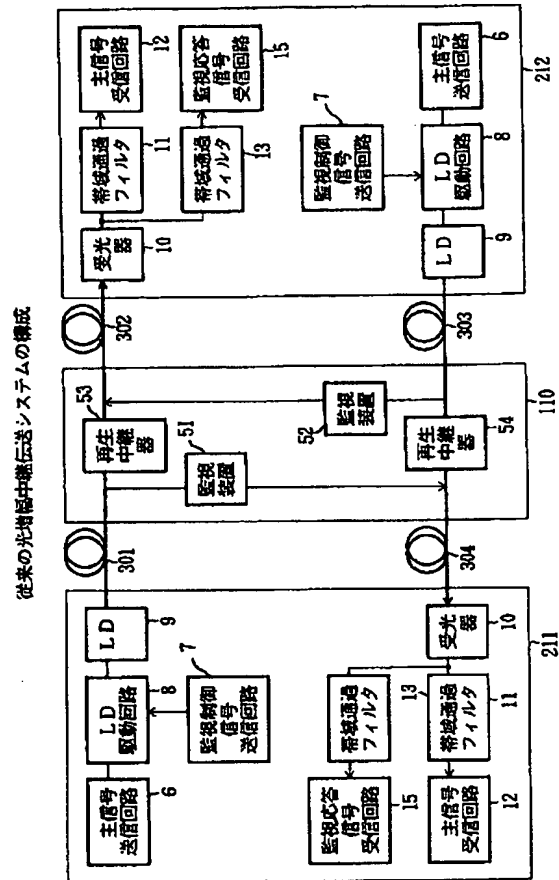 従来の光増幅中継伝送システムの構成
主信号
送信回路
6
LD
駆動回路
8
LD
9
監視制御
信号
送信回路
7
301
再生
中継
器
53
監視
装置
51
302
受光
器
10
帯域通過
フィルタ
11
主信号
受信回路
12
帯域通過
フィルタ
13
監視応答
信号
受信回路
15
監視応答
信号
受信回路
15
帯域通過
フィルタ
13
主信号
受信回路
12
帯域通過
フィルタ
11
受光
器
10
211
304
監視
装置
52
再生
中継
器
54
110
303
LD
9
LD
駆動回路
8
監視制御
信号
送信回路
7
主信号
送信回路
6
212